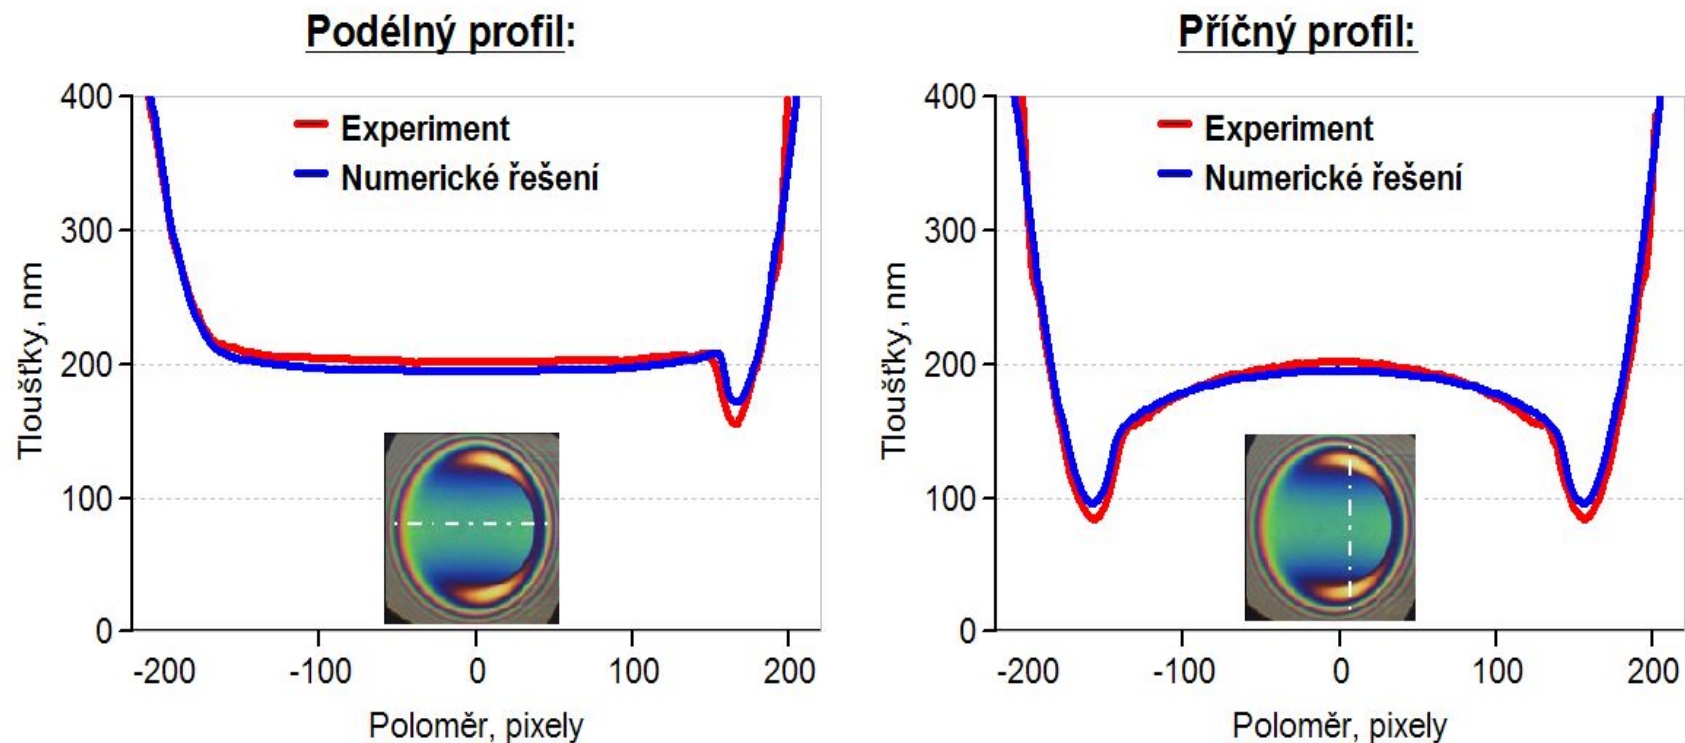 Podélný profil:
400
300
200
100
0
Tloušťky, nm
Experiment
Numerické řešení
-200 -100 0 100 200
Poloměr, pixely
Příčný profil:
400
300
200
100
0
Tloušťky, nm
Experiment
Numerické řešení
-200 -100 0 100 200
Poloměr, pixely